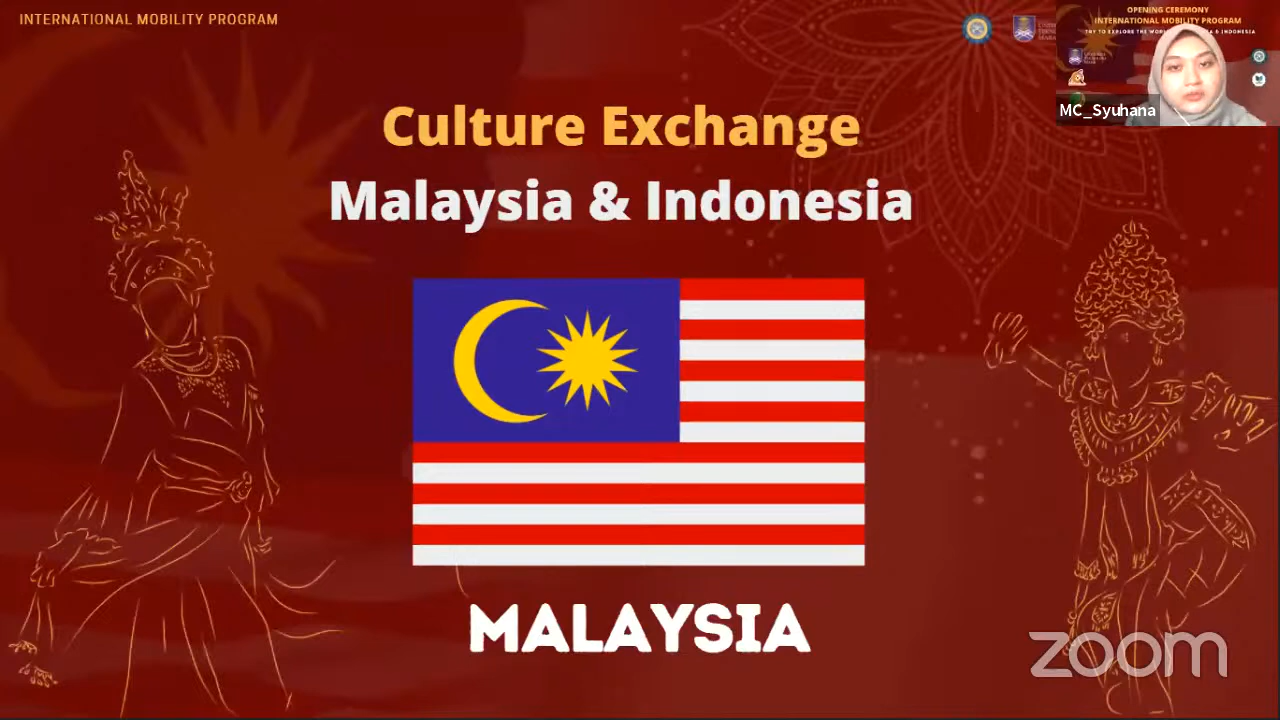 INTERNATIONAL MOBILITY PROGRAM
OPENING CEREMONY
INTERNATIONAL MOBILITY PROGRAM
MC_Syuhana
Culture Exchange
Malaysia & Indonesia
MALAYSIA
zoom